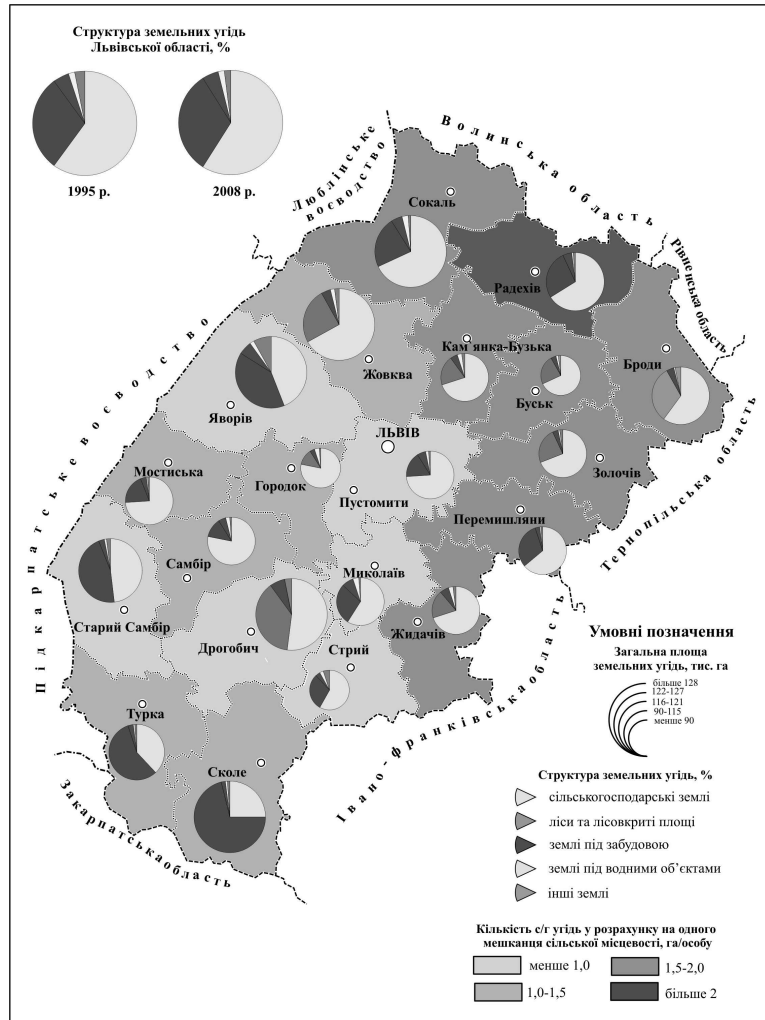 Структура земельних угідь
Львівської області, %
1995 р.
2008 р.
Люблінське
воєводство
Волинська область
Рівненська область
Сокаль
Радехів
Кам`янка-Бузька
Жовква
Буськ
Броди
Яворів
ЛЬВІВ
Мостиська
Городок
Пустомити
Золочів
Підкарпатське воєводство
Тернопільська область
Перемишляни
Самбір
Миколаїв
Старий Самбір
Дрогобич
Стрий
Жидачів
Турка
Сколе
Івано-франківська область
Закарпатська область
Умовні позначення
Загальна площа
земельних угідь, тис. га
більше 128
122-127
116-121
90-115
менше 90
Структура земельних угідь, %
сільськогосподарські землі
ліси та лісовкриті площі
землі під забудовою
землі під водними об’єктами
інші землі
Кількість с/г угідь у розрахунку на одного
мешканця сільської місцевості, га/особу
менше 1,0
1,5-2,0
1,0-1,5
більше 2